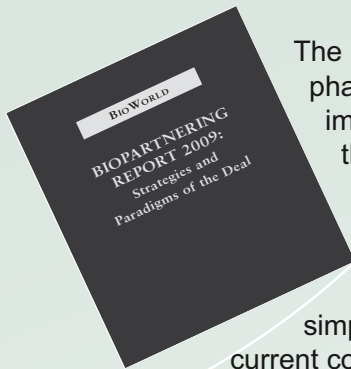 BIOWORLD
BIOPARTNERING
REPORT 2009:
Strategies and
Paradigms of the Deal
The
pha
im
th
simp
current co